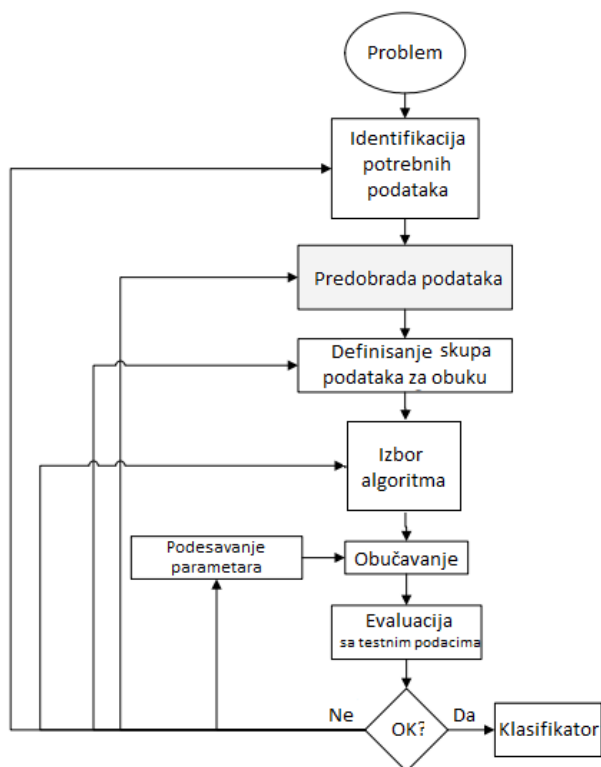 Problem
Identifikacija
potrebnih
podataka
Predobrada podataka
Definisanje skupa
podataka za obuku
Izbor
algoritma
Podesavanje
parametara
Obučavanje
Evaluacija
sa testnim podacima
Ne
OK?
Da
Klasifikator